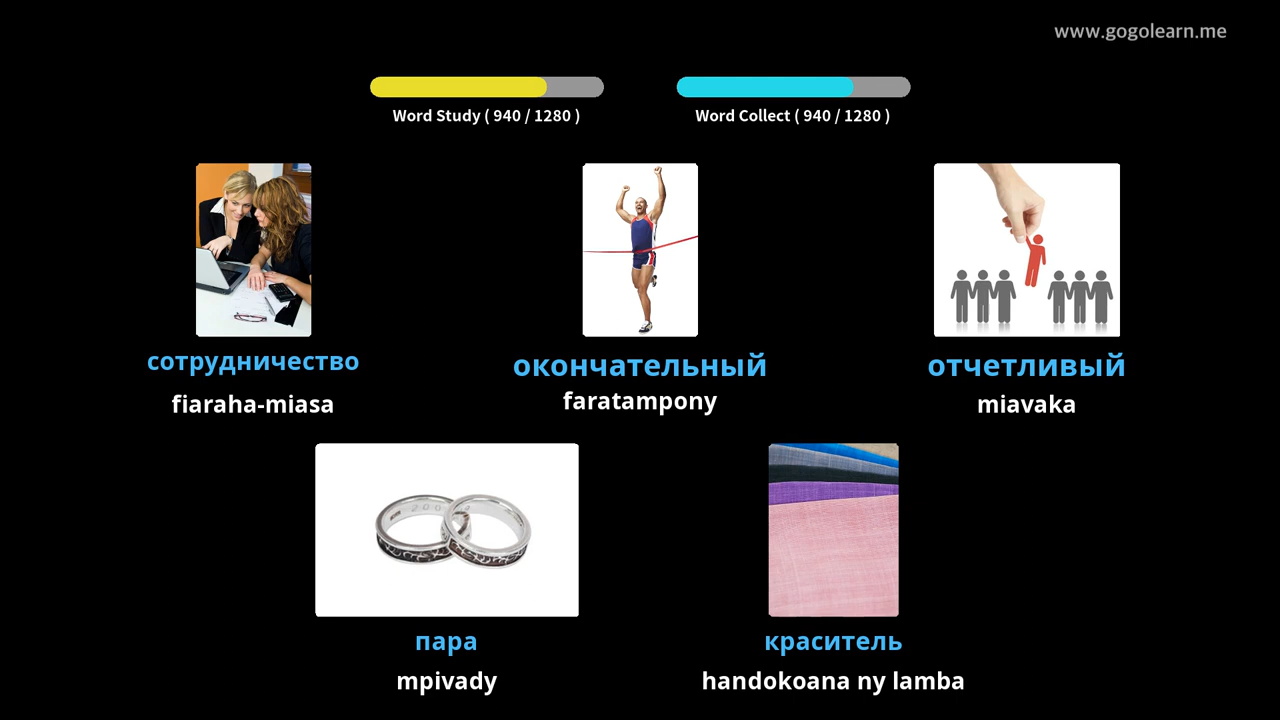 www.gogolearn.me
Word Study ( 940 / 1280 )
Word Collect ( 940 / 1280 )
сотрудничество
fiaraha-miasa
окончательный
faratampony
отчетливый
miavaka
пара
mpivady
краситель
handokoana ny lamba